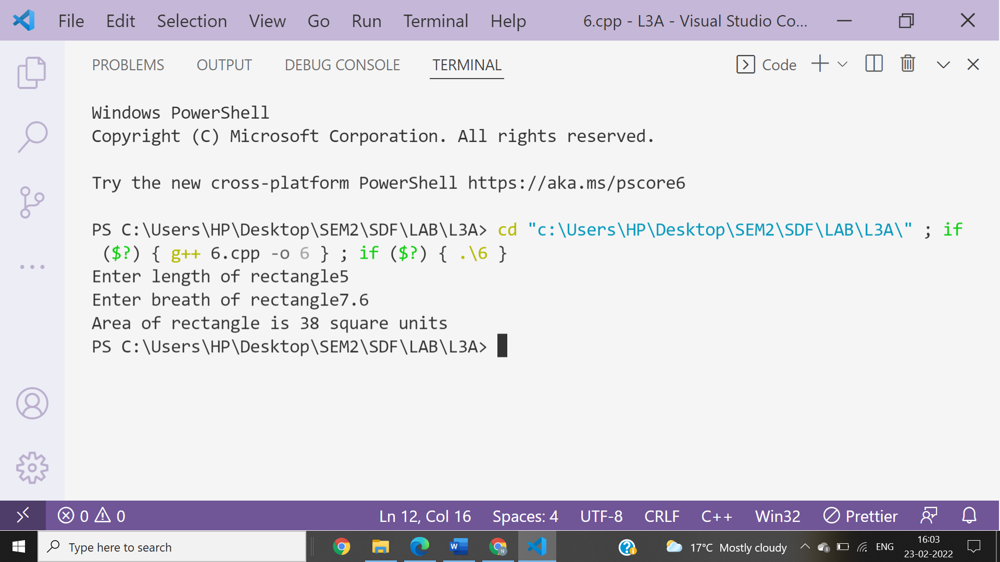 File Edit Selection View Go Run Terminal Help 6.cpp - L3A - Visual Studio Co...
PROBLEMS OUTPUT DEBUG CONSOLE TERMINAL Code
Windows PowerShell
Copyright (C) Microsoft Corporation. All rights reserved.
Try the new cross-platform PowerShell https://aka.ms/pscore6
PS C:\Users\HP\Desktop\SEM2\SDF\LAB\L3A> cd "c:\Users\HP\Desktop\SEM2\SDF\LAB\L3A\" ; if
($?) { g++ 6.cpp -o 6 } ; if ($?) { .\6 }
Enter length of rectangle5
Enter breath of rectangle7.6
Area of rectangle is 38 square units
PS C:\Users\HP\Desktop\SEM2\SDF\LAB\L3A>
0 0 Ln 12, Col 16 Spaces: 4 UTF-8 CRLF C++ Win32 Prettier
Type here to search W N 17°C Mostly cloudy ENG 16:03
23-02-2022